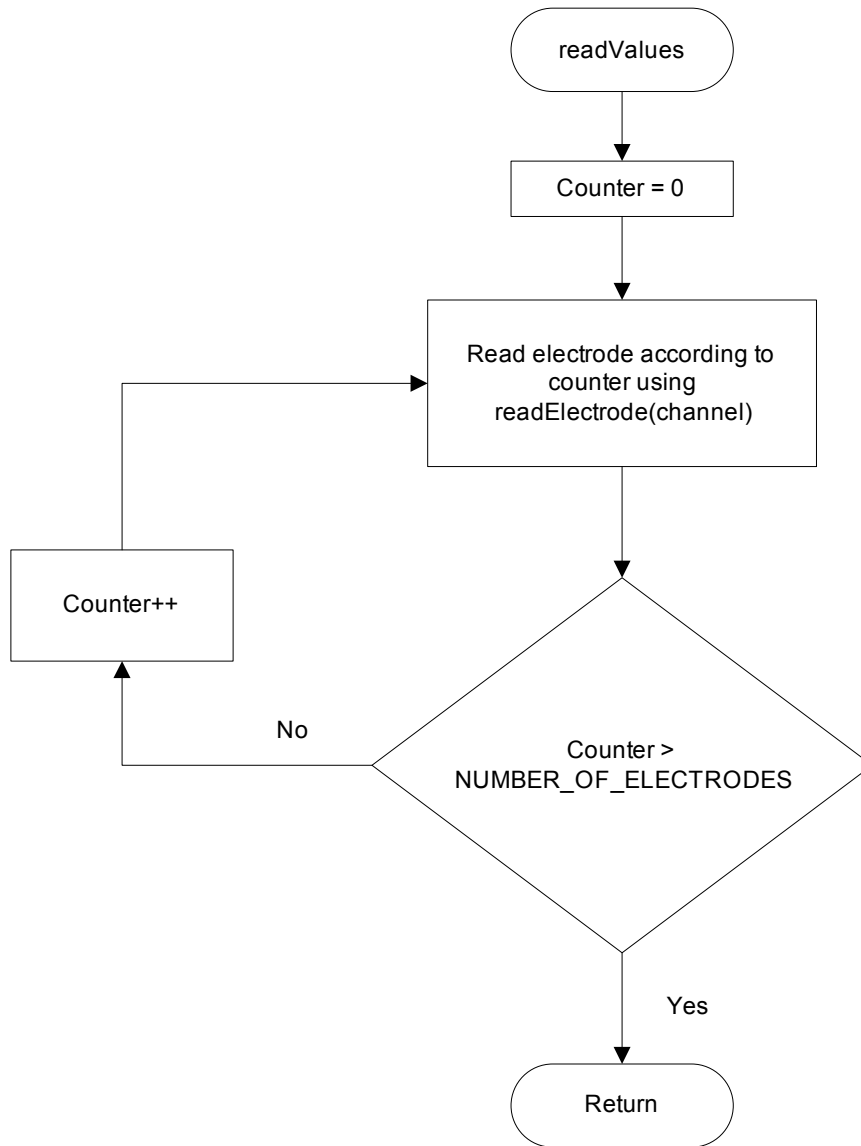 readValues
Counter = 0
Read electrode according to
counter using
readElectrode(channel)
Counter++
No
Counter >
NUMBER_OF_ELECTRODES
Yes
Return